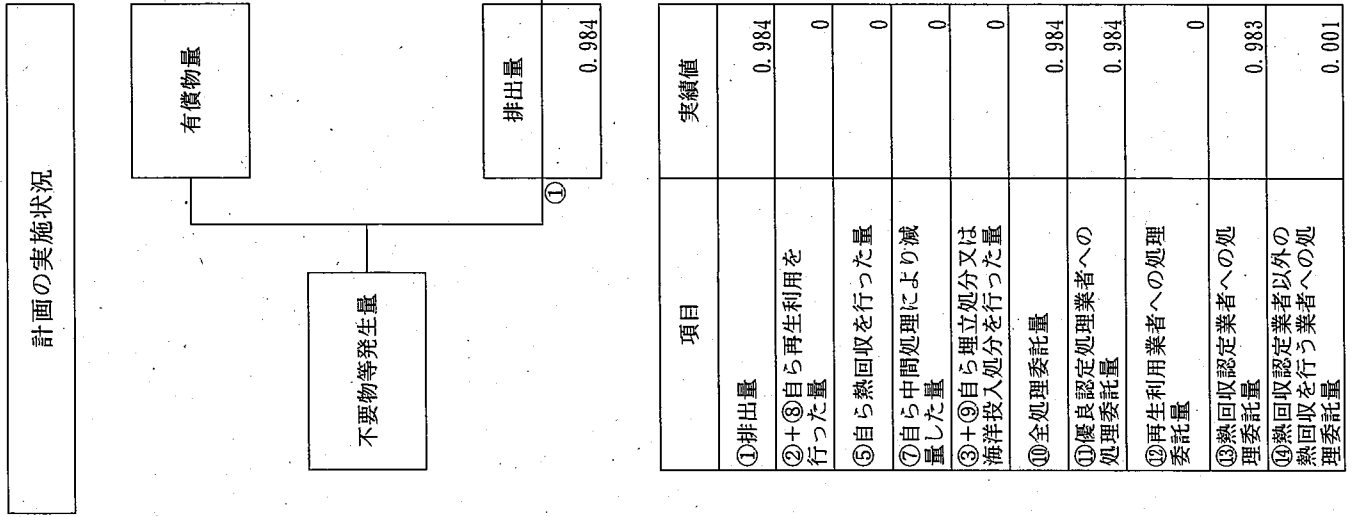 計画の実施状況
有償物量
不要物等発生量
排出量
0.984
①
項目
実績値
①排出量
0.984
②+⑧自ら再生利用を
行った量
0
⑤自ら熱回収を行った量
0
⑦自ら中間処理により減
量した量
0
③+⑨自ら埋立処分又は
海洋投入処分を行った量
0
⑩全処理委託量
0.984
⑪優良認定処理業者への
処理委託量
0.984
⑫再生利用業者への処理
委託量
0
⑬熱回収認定業者への処
理委託量
0.983
⑭熱回収認定業者以外の
熱回収を行う業者への処
理委託量
0.001